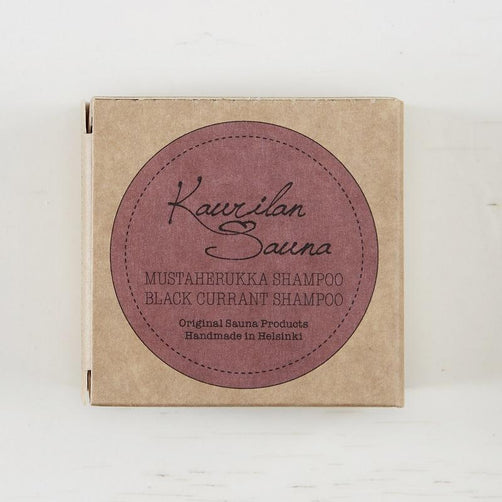 Kaurilan
Sauna
MUSTAHERUKKA SHAMPOO
BLACK CURRANT SHAMPOO
Original Sauna Products
Handmade in Helsinki